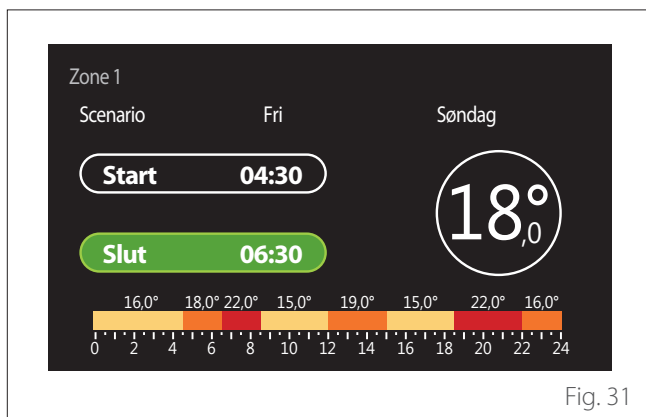 Zone 1
Scenario Fri Søndag
Start 04:30
18°,0
Slut 06:30
16,0° 18,0° 22,0° 15,0° 19,0° 15,0° 22,0° 16,0°
0 2 4 6 8 10 12 14 16 18 20 22 24
Fig. 31